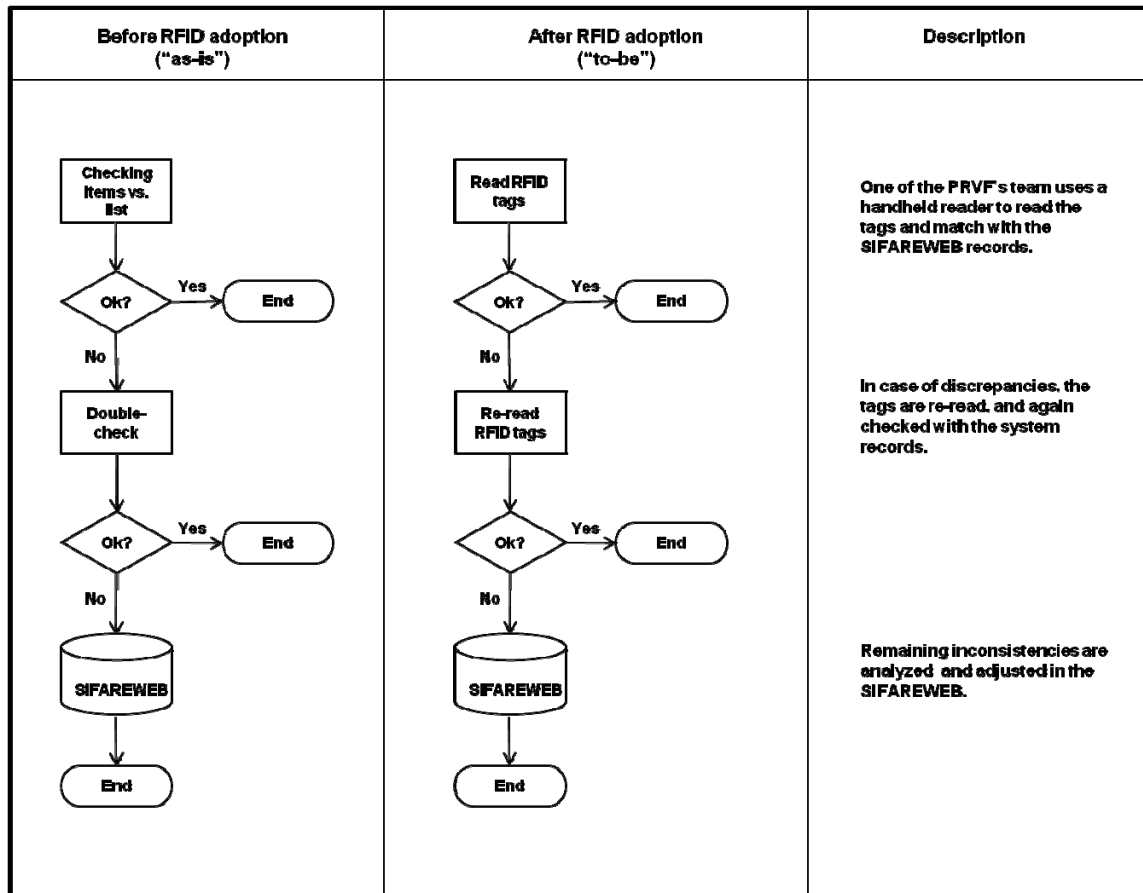 Before RFID adoption
("as-is")
After RFID adoption
("to-be")
Description
Checking
items vs.
list
Ok?
Yes
End
No
Double-
check
Ok?
Yes
End
No
SIFAREWEB
End
Read RFID
tags
Ok?
Yes
End
No
Re-read
RFID tags
Ok?
Yes
End
No
SIFAREWEB
End
One of the PRVF's team uses a
handheld reader to read the
tags and match with the
SIFAREWEB records.
In case of discrepancies, the
tags are re-read, and again
checked with the system
records.
Remaining inconsistencies are
analyzed and adjusted in the
SIFAREWEB.